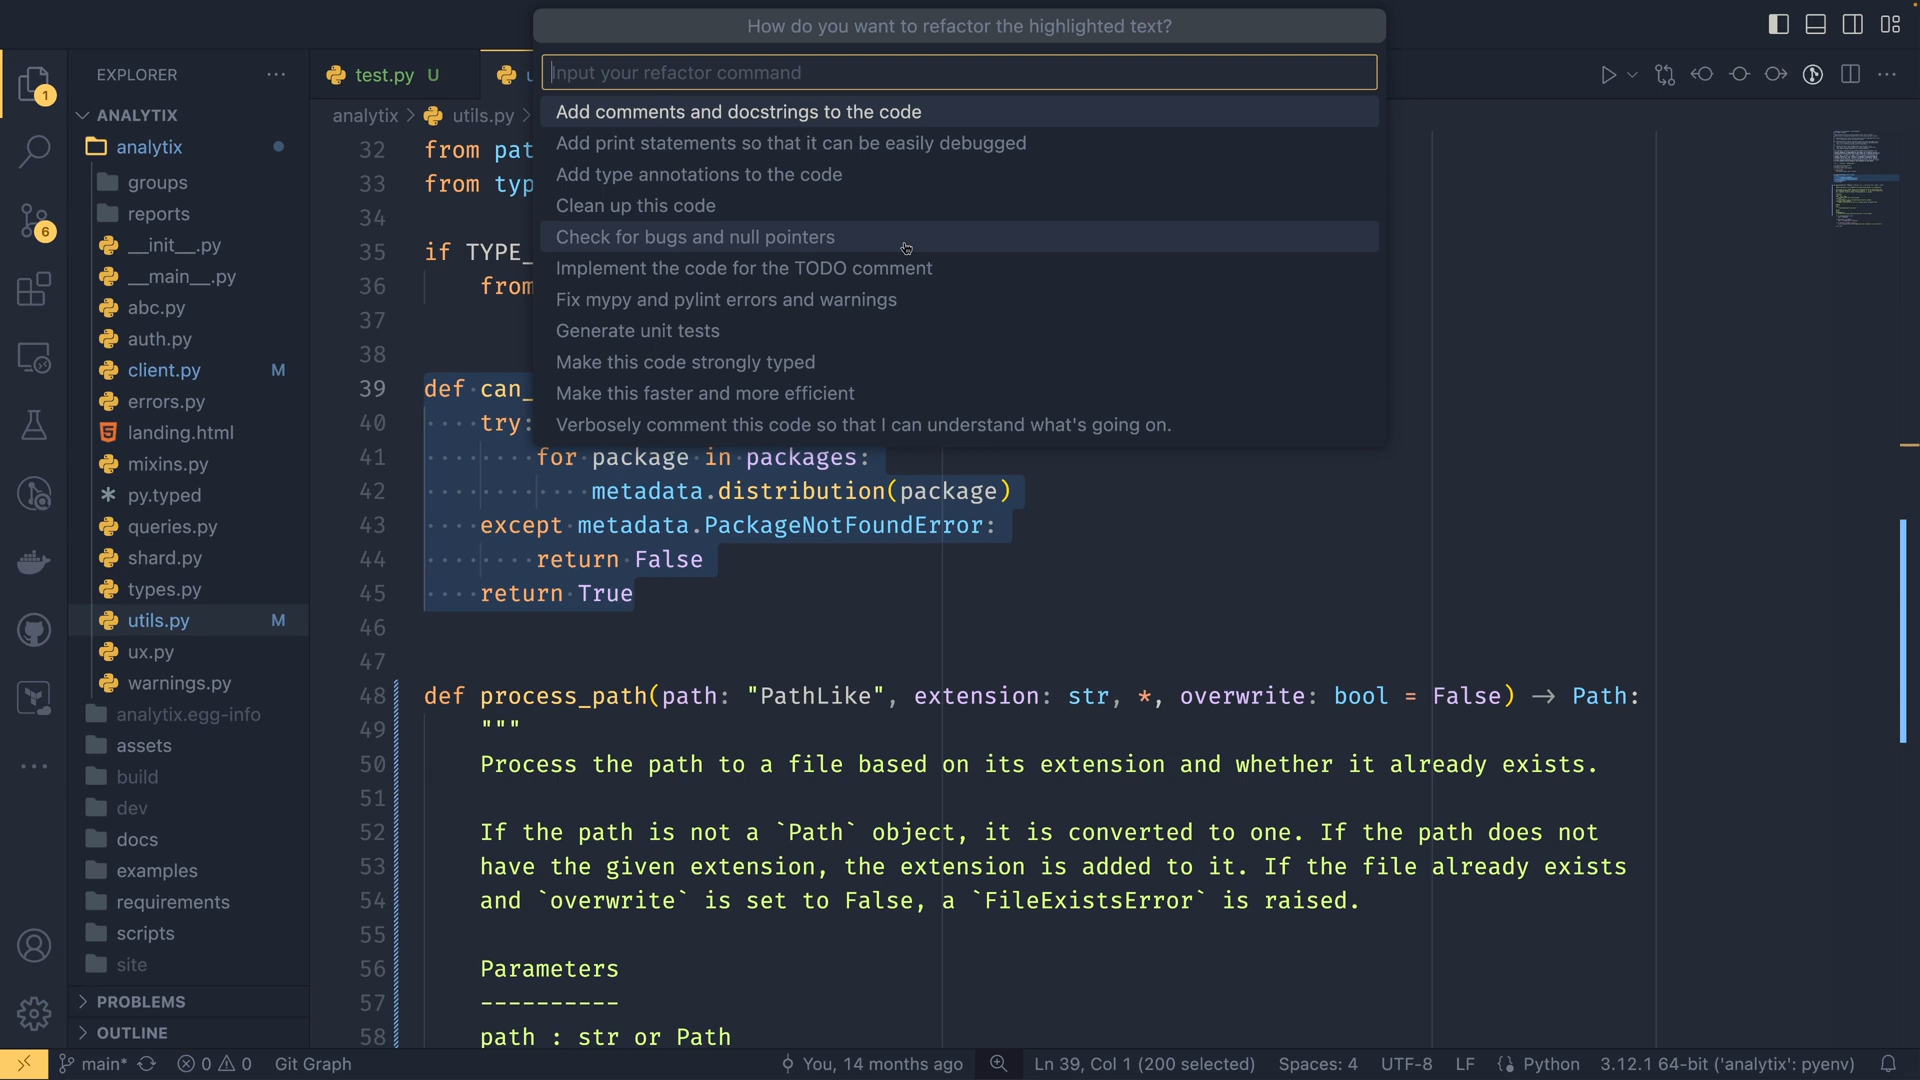 How do you want to refactor the highlighted text?
Input your refactor command
Add comments and docstrings to the code
Add print statements so that it can be easily debugged
Add type annotations to the code
Clean up this code
Check for bugs and null pointers
Implement the code for the TODO comment
Fix mypy and pylint errors and warnings
Generate unit tests
Make this code strongly typed
Make this faster and more efficient
Verbosely comment this code so that I can understand what's going on.
1
6
EXPLORER
ANALYTIX
analytix
groups
reports
__init__.py
__main__.py
abc.py
auth.py
client.py M
errors.py
landing.html
mixins.py
py.typed
queries.py
shard.py
types.py
utils.py M
ux.py
warnings.py
analytix.egg-info
assets
build
dev
docs
examples
requirements
scripts
site
PROBLEMS
OUTLINE
test.py U
analytix > utils.py >
32 from pat
33 from typ
34
35 if TYPE_
36 from
37
38
39 def can_
40 try:
41 for package in packages:
42 metadata.distribution(package)
43 except metadata.PackageNotFoundError:
44 return False
45 return True
46
47
48 def process_path(path: "PathLike", extension: str, *, overwrite: bool = False) -> Path:
49 """
50 Process the path to a file based on its extension and whether it already exists.
51
52 If the path is not a `Path` object, it is converted to one. If the path does not
53 have the given extension, the extension is added to it. If the file already exists
54 and `overwrite` is set to False, a `FileExistsError` is raised.
55
56 Parameters
57 ----------
58 path : str or Path
main* 0 0 Git Graph You, 14 months ago Ln 39, Col 1 (200 selected) Spaces: 4 UTF-8 LF Python 3.12.1 64-bit ('analytix': pyenv)